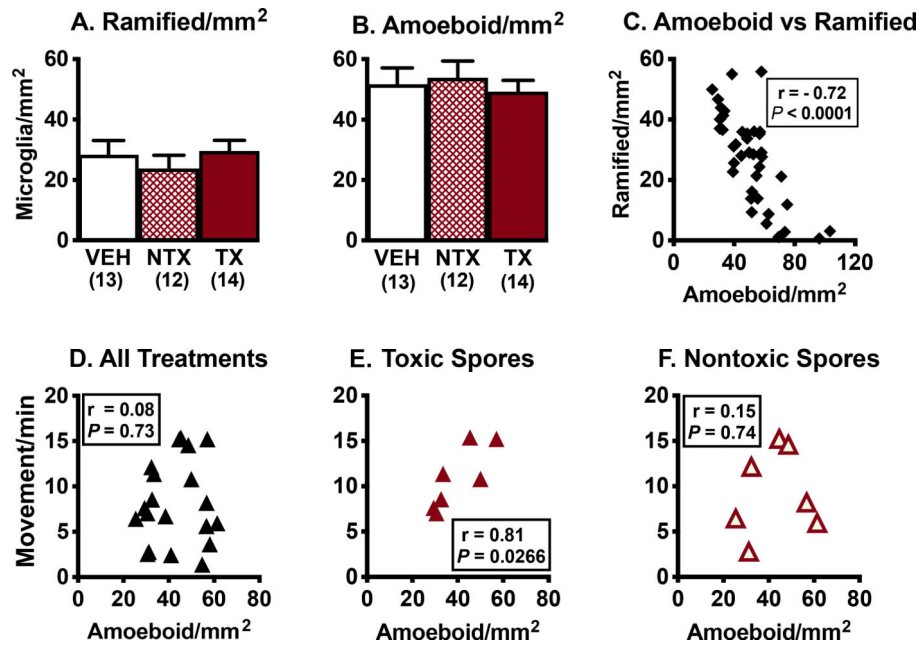 A. Ramified/mm²
B. Amoeboid/mm²
C. Amoeboid vs Ramified
Microglia/mm²
60
40
20
0
VEH
(13)
NTX
(12)
TX
(14)
60
40
20
0
VEH
(13)
NTX
(12)
TX
(14)
Ramified/mm²
60
40
20
0
r = - 0.72
P < 0.0001
0 40 80 120
Amoeboid/mm²
D. All Treatments
E. Toxic Spores
F. Nontoxic Spores
Movement/min
20
15
10
5
0
r = 0.08
P = 0.73
0 20 40 60 80
Amoeboid/mm²
20
15
10
5
0
r = 0.81
P = 0.0266
0 20 40 60 80
Amoeboid/mm²
20
15
10
5
0
r = 0.15
P = 0.74
0 20 40 60 80
Amoeboid/mm²